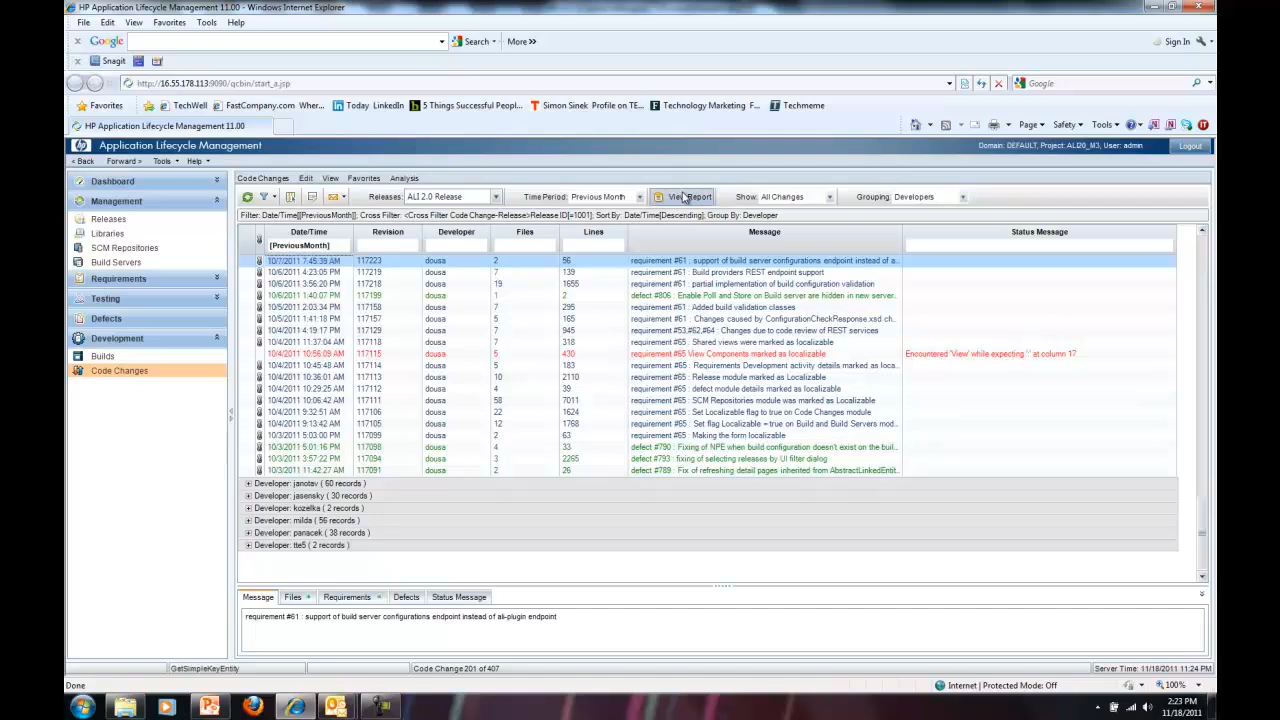 HP Application Lifecycle Management 11.00 - Windows Internet Explorer
File Edit View Favorites Tools Help
x Google Search More »
Sign In
x Snagit
http://16.55.178.113:9090/qcbin/start_a.jsp
Google
Favorites TechWell FastCompany.com Wher... Today LinkedIn 5 Things Successful Peopl... Simon Sinek Profile on TE... Technology Marketing F... Techmeme
HP Application Lifecycle Management 11.00
Page Safety Tools
Application Lifecycle Management
Domain: DEFAULT, Project: ALI20_M3, User: admin
Logout
< Back Forward > Tools Help
Dashboard
Management
Releases
Libraries
SCM Repositories
Build Servers
Requirements
Testing
Defects
Development
Builds
Code Changes
Code Changes Edit View Favorites Analysis
Releases: ALI 2.0 Release Time Period: Previous Month View Report Show: All Changes Grouping Developers
Filter: Date/Time[[PreviousMonth]]; Cross Filter: <Cross Filter Code Change-Release>Release ID[=1001]; Sort By: Date/Time[Descending]; Group By: Developer
Date/Time Revision Developer Files Lines Message Status Message
[PreviousMonth]
10/7/2011 7:45:39 AM 117223 dousa 2 56 requirement #61 : support of build server configurations endpoint instead of a...
10/6/2011 4:23:05 PM 117219 dousa 7 139 requirement #61 : Build providers REST endpoint support
10/6/2011 3:56:20 PM 117218 dousa 19 1655 requirement #61 : partial implementation of build configuration validation
10/6/2011 1:40:07 PM 117199 dousa 1 2 defect #806 : Enable Poll and Store on Build server are hidden in new server...
10/5/2011 2:03:34 PM 117158 dousa 7 295 requirement #61 : Added build validation classes
10/5/2011 1:41:18 PM 117157 dousa 5 165 requirement #61 : Changes caused by ConfigurationCheckResponse.xsd ch...
10/4/2011 4:19:17 PM 117129 dousa 7 945 requirement #53,#62,#64 : Changes due to code review of REST services
10/4/2011 11:37:04 AM 117118 dousa 7 318 requirement #65 : Shared views were marked as localizable
10/4/2011 10:56:09 AM 117115 dousa 5 430 requirement #65 View Components marked as localizable Encountered 'View' while expecting ':' at column 17...
10/4/2011 10:45:48 AM 117114 dousa 5 183 requirement #65 : Requirements Development activity details marked as loca...
10/4/2011 10:36:01 AM 117113 dousa 10 2110 requirement #65 : Release module marked as Localizable
10/4/2011 10:29:25 AM 117112 dousa 4 39 requirement #65 : defect module details marked as localizable
10/4/2011 10:06:42 AM 117111 dousa 58 7011 requirement #65 : SCM Repositories module was marked as Localizable
10/4/2011 9:32:51 AM 117106 dousa 22 1624 requirement #65 : Set Localizable flag to true on Code Changes module
10/4/2011 9:13:42 AM 117105 dousa 12 1768 requirement #65 : Set flag Localizable = true on Build and Build Servers mod...
10/3/2011 5:03:00 PM 117099 dousa 2 63 requirement #65 : Making the form localizable
10/3/2011 5:01:16 PM 117098 dousa 4 33 defect #790 : Fixing of NPE when build configuration doesn't exist on the buil...
10/3/2011 3:57:22 PM 117094 dousa 3 2265 defect #793 : fixing of selecting releases by UI filter dialog
10/3/2011 11:42:27 AM 117091 dousa 2 26 defect #789 : Fix of refreshing detail pages inherited from AbstractLinkedEntit...
Developer: janotav ( 60 records )
Developer: jasensky ( 30 records )
Developer: kozelka ( 2 records )
Developer: milda ( 56 records )
Developer: panacek ( 38 records )
Developer: tte5 ( 2 records )
Message Files Requirements Defects Status Message
requirement #61 : support of build server configurations endpoint instead of ali-plugin endpoint
GetSimpleKeyEntity
Code Change 201 of 407
Server Time: 11/18/2011 11:24 PM
Done
Internet | Protected Mode: Off
100%
2:23 PM
11/18/2011